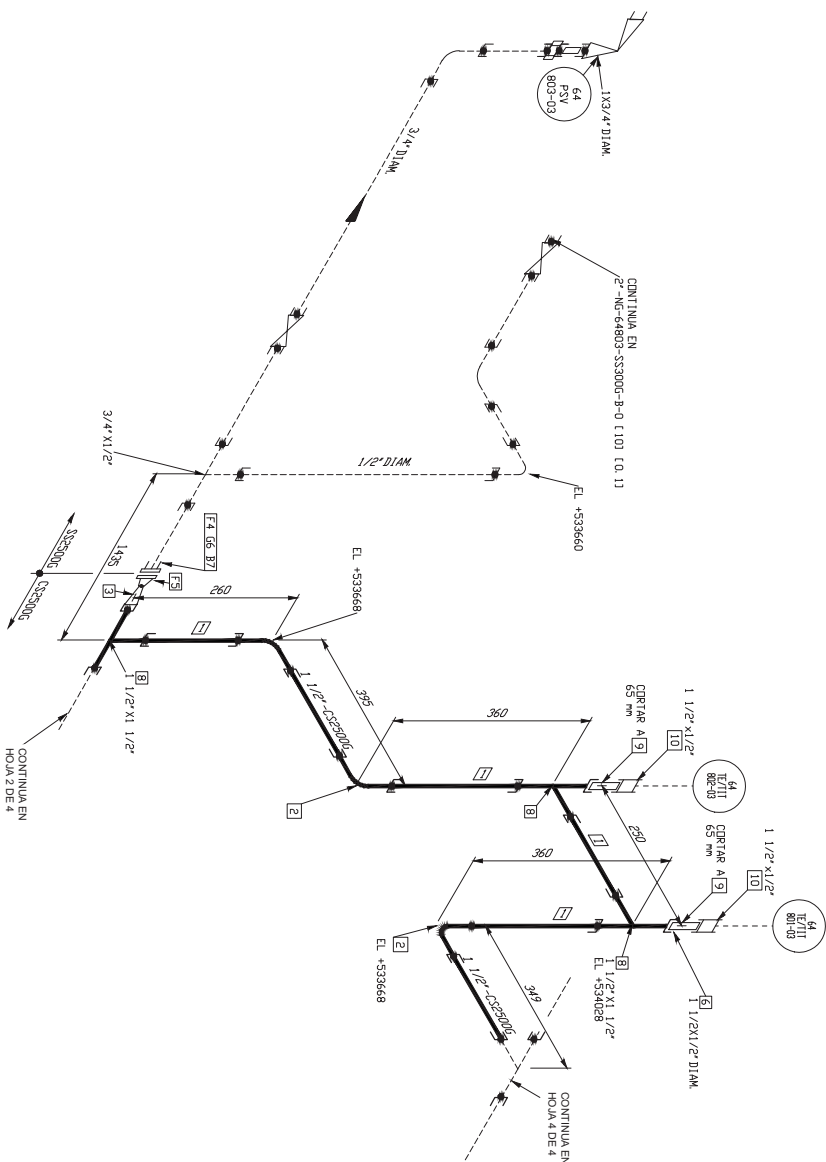 64
PSV
803-03
1X3/4" DIAM.
3/4" DIAM.
CONTINUA EN
2"-NG-64803-SS300G-B-0 [10] [0, 1]
1/2" DIAM.
EL +533660
3/4"X1/2"
1435
SS2500G
CS2500G
F4 G6 B7
F5
3
260
EL +533668
1
8
1 1/2"X1 1/2"
CONTINUA EN
HOJA 2 DE 4
395
1 1/2"-CS2500G
360
2
1
1 1/2"x1/2"
10
CORTAR A 9
65 mm
64
TE/TIT
802-03
8
250
1
360
1 1/2"x1/2"
10
CORTAR A 9
65 mm
64
TE/TIT
801-03
6
1 1/2X1/2" DIAM.
8
1 1/2"X1 1/2"
EL +534028
1
2
EL +533668
1 1/2"-CS2500G
349
CONTINUA EN
HOJA 4 DE 4